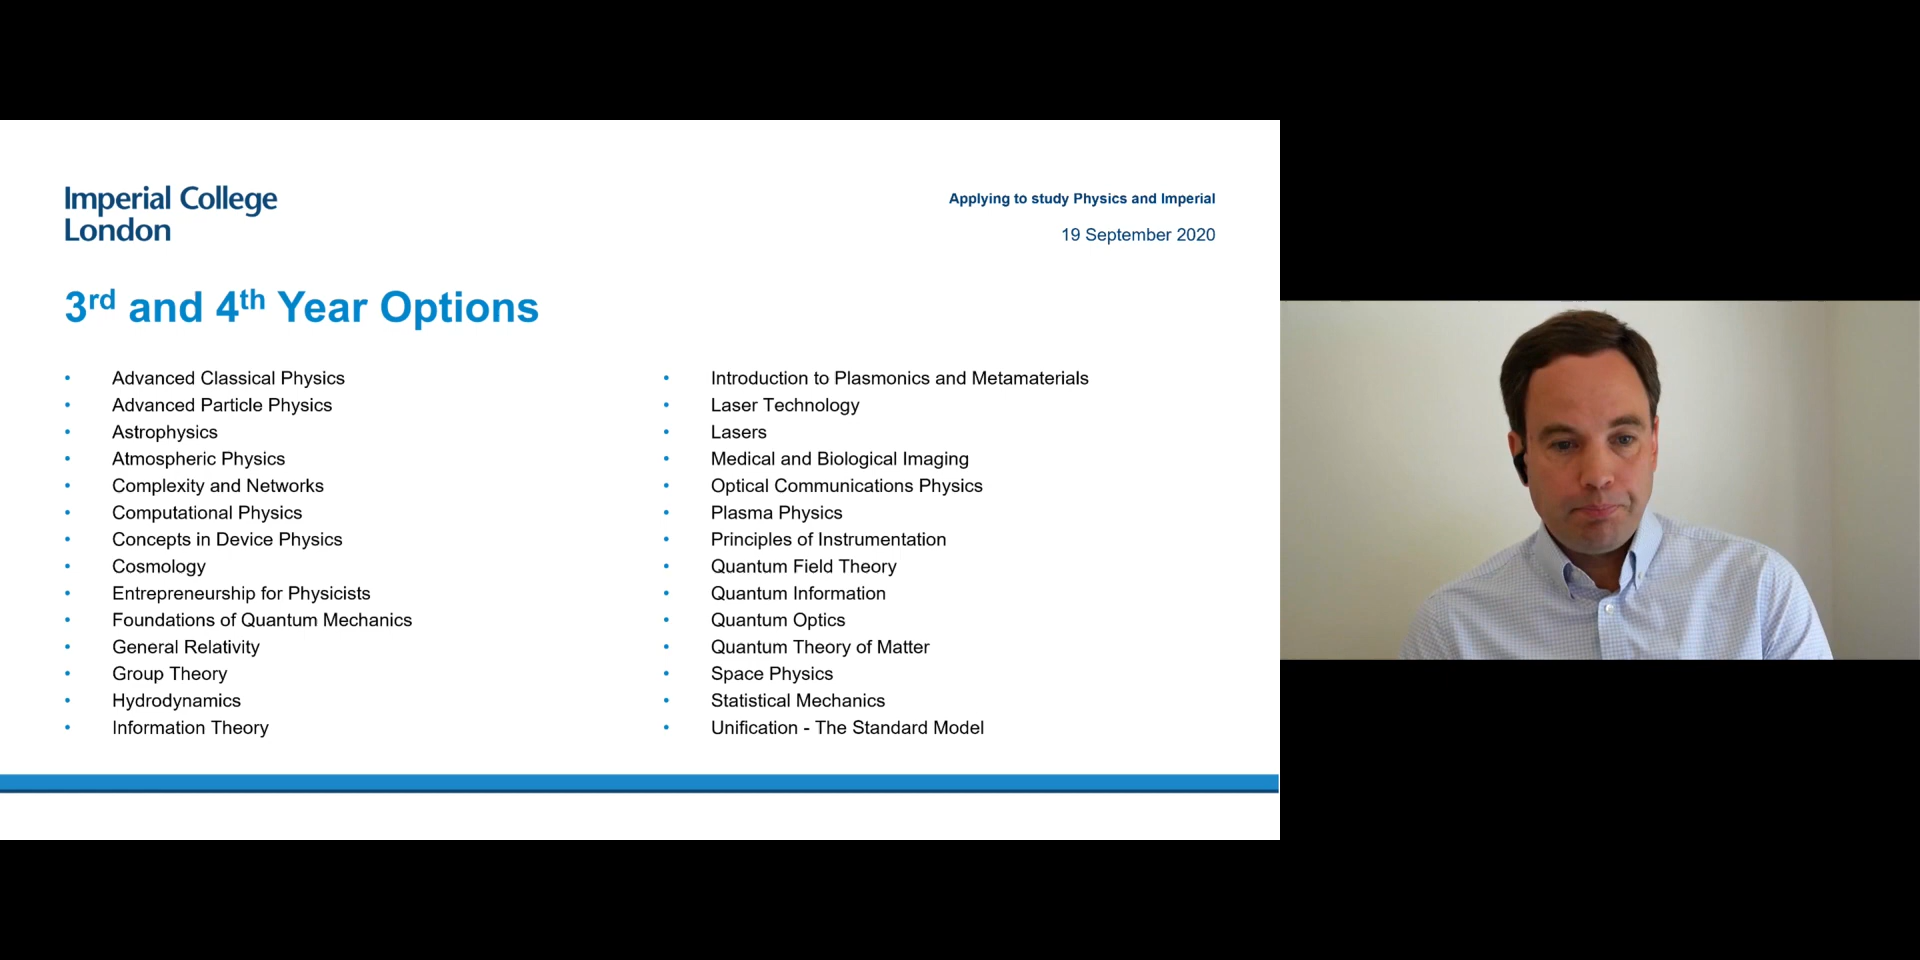 Imperial College
London
Applying to study Physics and Imperial
19 September 2020
3rd and 4th Year Options
• Advanced Classical Physics
• Advanced Particle Physics
• Astrophysics
• Atmospheric Physics
• Complexity and Networks
• Computational Physics
• Concepts in Device Physics
• Cosmology
• Entrepreneurship for Physicists
• Foundations of Quantum Mechanics
• General Relativity
• Group Theory
• Hydrodynamics
• Information Theory
• Introduction to Plasmonics and Metamaterials
• Laser Technology
• Lasers
• Medical and Biological Imaging
• Optical Communications Physics
• Plasma Physics
• Principles of Instrumentation
• Quantum Field Theory
• Quantum Information
• Quantum Optics
• Quantum Theory of Matter
• Space Physics
• Statistical Mechanics
• Unification - The Standard Model